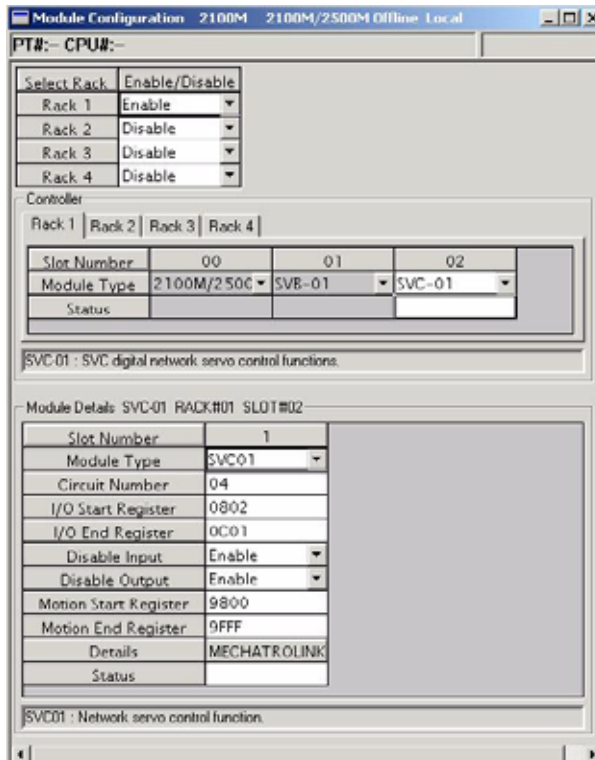 Module Configuration 2100M 2100M/2500M Offline Local
PT#:– CPU#:–
Select Rack Enable/Disable
Rack 1 Enable
Rack 2 Disable
Rack 3 Disable
Rack 4 Disable
Controller
Rack 1 Rack 2 Rack 3 Rack 4
Slot Number 00 01 02
Module Type 2100M/250C SVB-01 SVC-01
Status
SVC-01 : SVC digital network servo control functions.
Module Details SVC-01 RACK#01 SLOT#02
Slot Number 1
Module Type SVC01
Circuit Number 04
I/O Start Register 0802
I/O End Register 0C01
Disable Input Enable
Disable Output Enable
Motion Start Register 9800
Motion End Register 9FFF
Details MECHATROLINK
Status
SVC01 : Network servo control function.